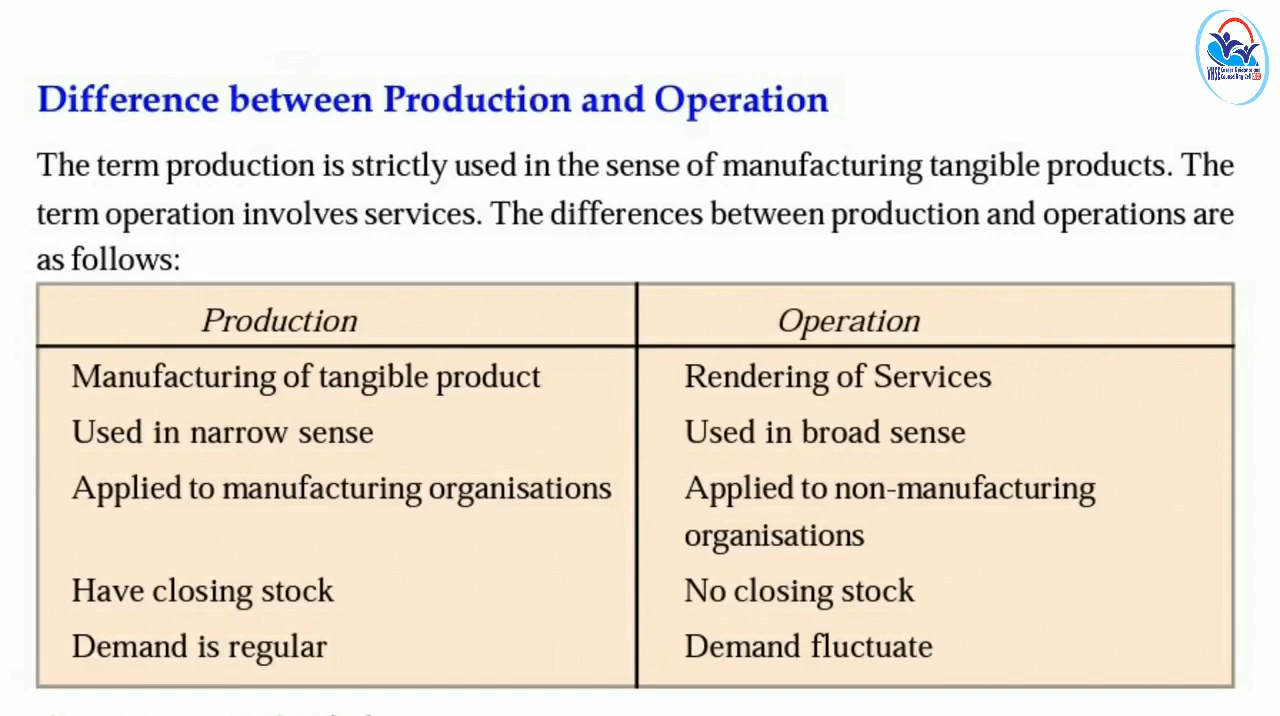 Difference between Production and Operation
The term production is strictly used in the sense of manufacturing tangible products. The
term operation involves services. The differences between production and operations are
as follows:
Production
Operation
Manufacturing of tangible product
Rendering of Services
Used in narrow sense
Used in broad sense
Applied to manufacturing organisations
Applied to non-manufacturing
organisations
Have closing stock
No closing stock
Demand is regular
Demand fluctuate